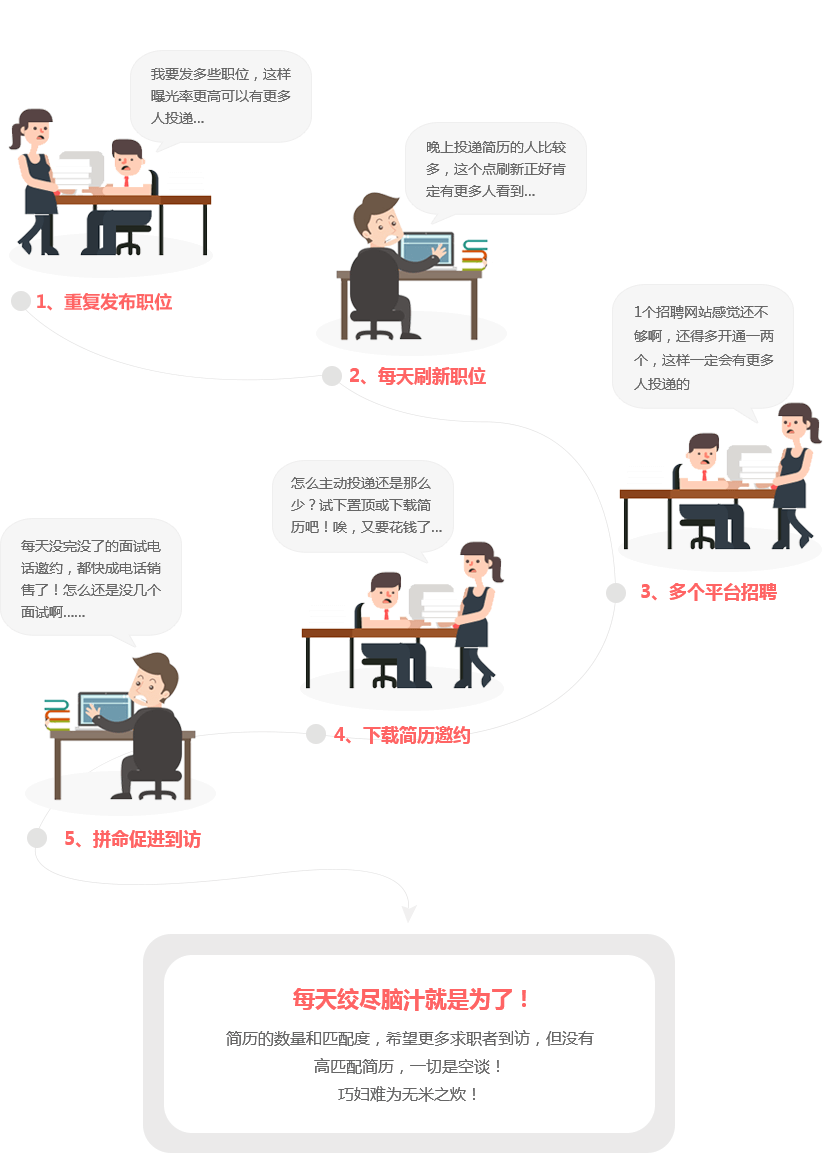 我要发多些职位，这样
曝光率更高可以有更多
人投递...
1、重复发布职位
晚上投递简历的人比较
多，这个点刷新正好肯
定有更多人看到...
2、每天刷新职位
1个招聘网站感觉还不
够啊，还得多开通一两
个，这样一定会有更多
人投递的
3、多个平台招聘
怎么主动投递还是那么
少？试下置顶或下载简
历吧！唉，又要花钱了...
4、下载简历邀约
每天没完没了的面试电
话邀约，都快成电话销
售了！怎么还是没几个
面试啊......
5、拼命促进到访
每天绞尽脑汁就是为了！
简历的数量和匹配度，希望更多求职者到访，但没有
高匹配简历，一切是空谈！
巧妇难为无米之炊！